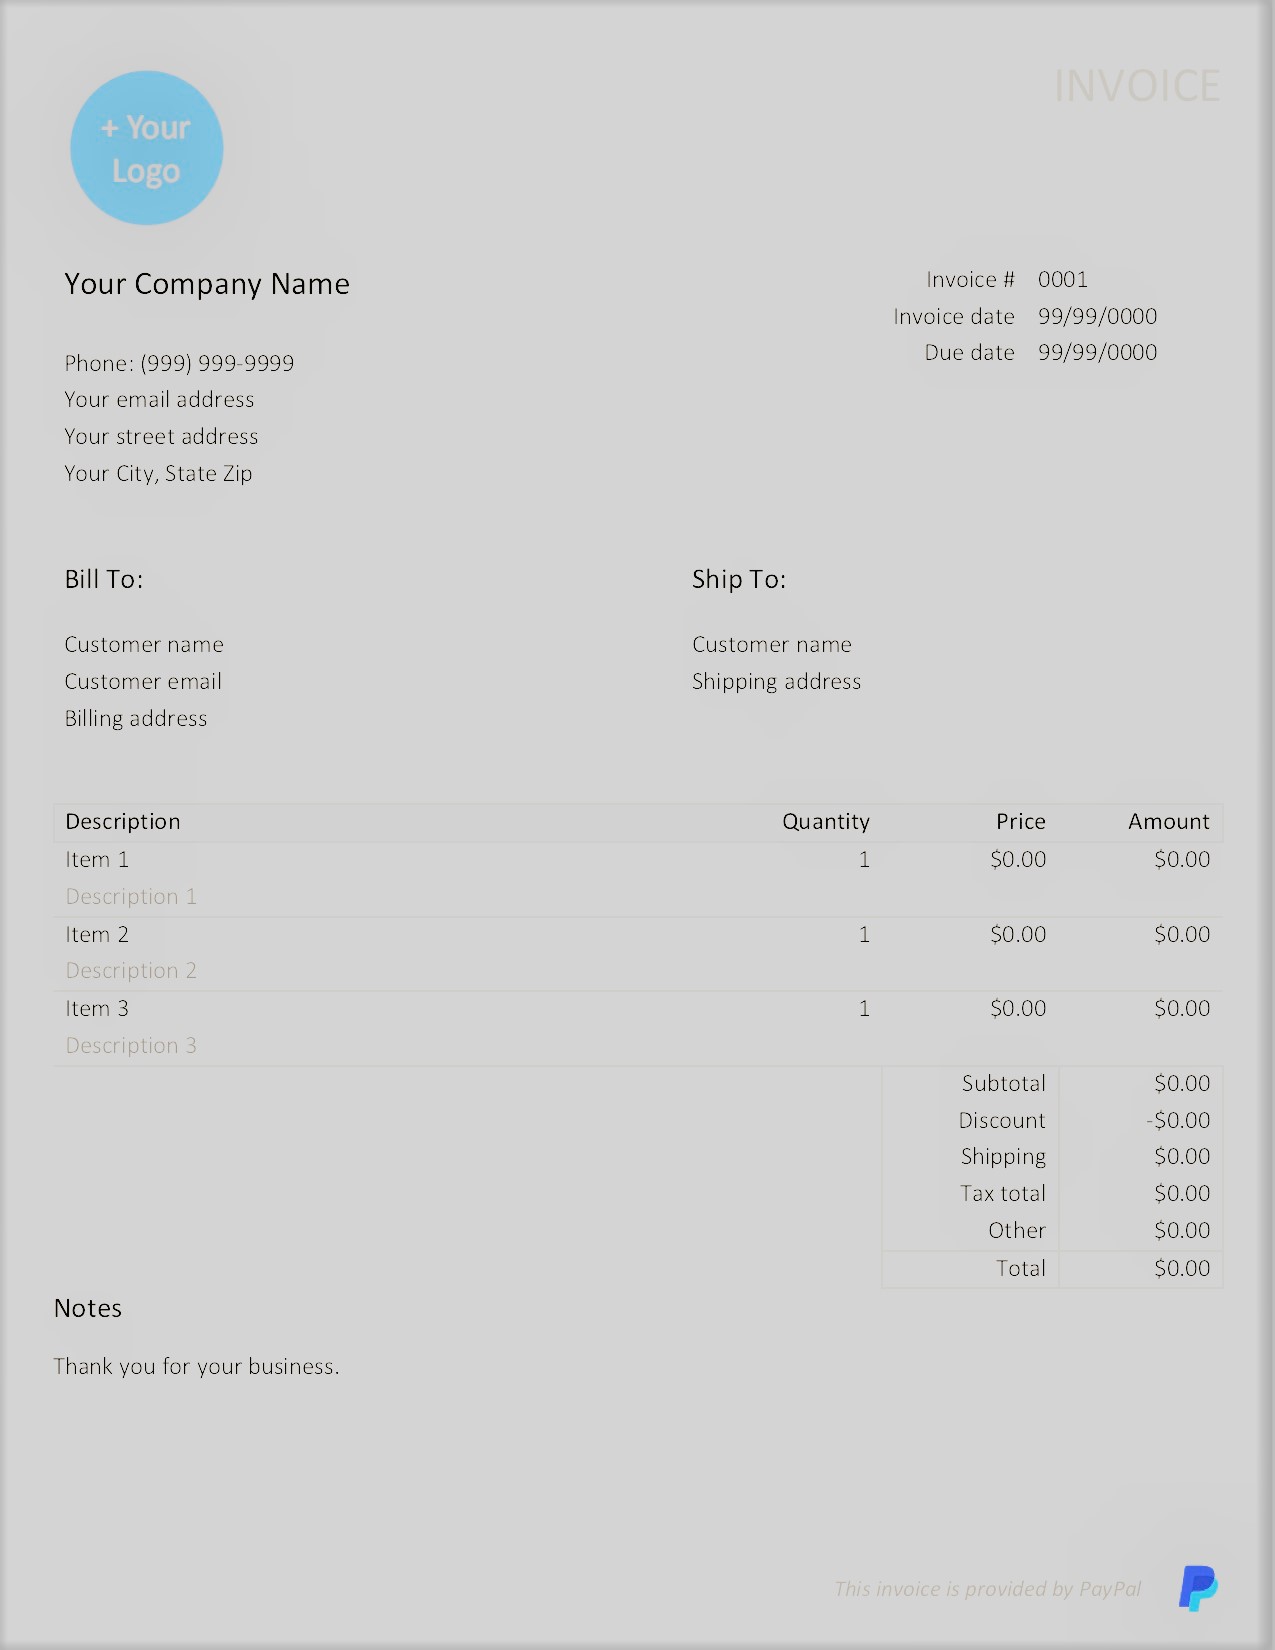 + Your
Logo
INVOICE
Your Company Name
Invoice # 0001
Invoice date 99/99/0000
Due date 99/99/0000
Phone: (999) 999-9999
Your email address
Your street address
Your City, State Zip
Bill To:
Ship To:
Customer name
Customer name
Customer email
Shipping address
Billing address
Description Quantity Price Amount
Item 1 1 $0.00 $0.00
Description 1
Item 2 1 $0.00 $0.00
Description 2
Item 3 1 $0.00 $0.00
Description 3
Subtotal $0.00
Discount -$0.00
Shipping $0.00
Tax total $0.00
Other $0.00
Total $0.00
Notes
Thank you for your business.
This invoice is provided by PayPal